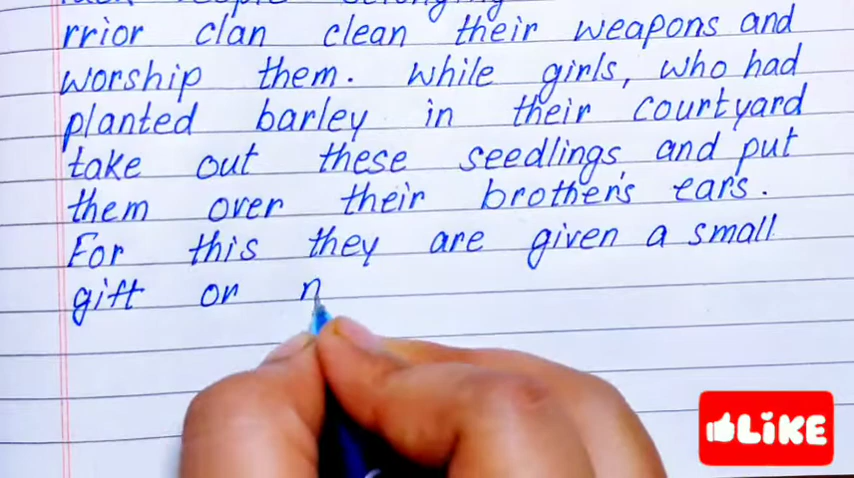 rrior clan clean their weapons and
worship them. While girls, who had
planted barley in their courtyard
take out these seedlings, and put
them over their brother's ears.
For this they are given a small
gift or n
LIKE